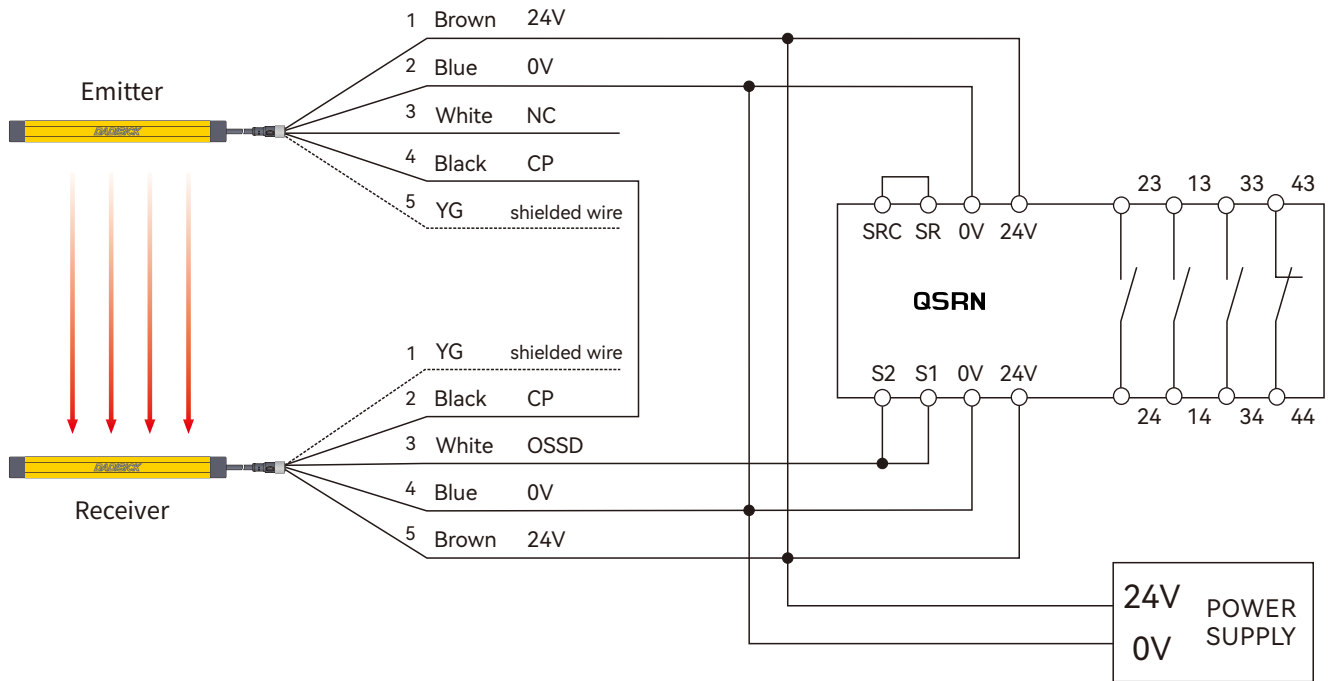 1 Brown 24V
2 Blue 0V
Emitter
3 White NC
DADISICK
4 Black CP
5 YG shielded wire
23 13 33 43
SRC SR 0V 24V
QSRN
1 YG shielded wire
S2 S1 0V 24V
2 Black CP
24 14 34 44
3 White OSSD
DADISICK
4 Blue 0V
Receiver
5 Brown 24V
24V
POWER
SUPPLY
0V